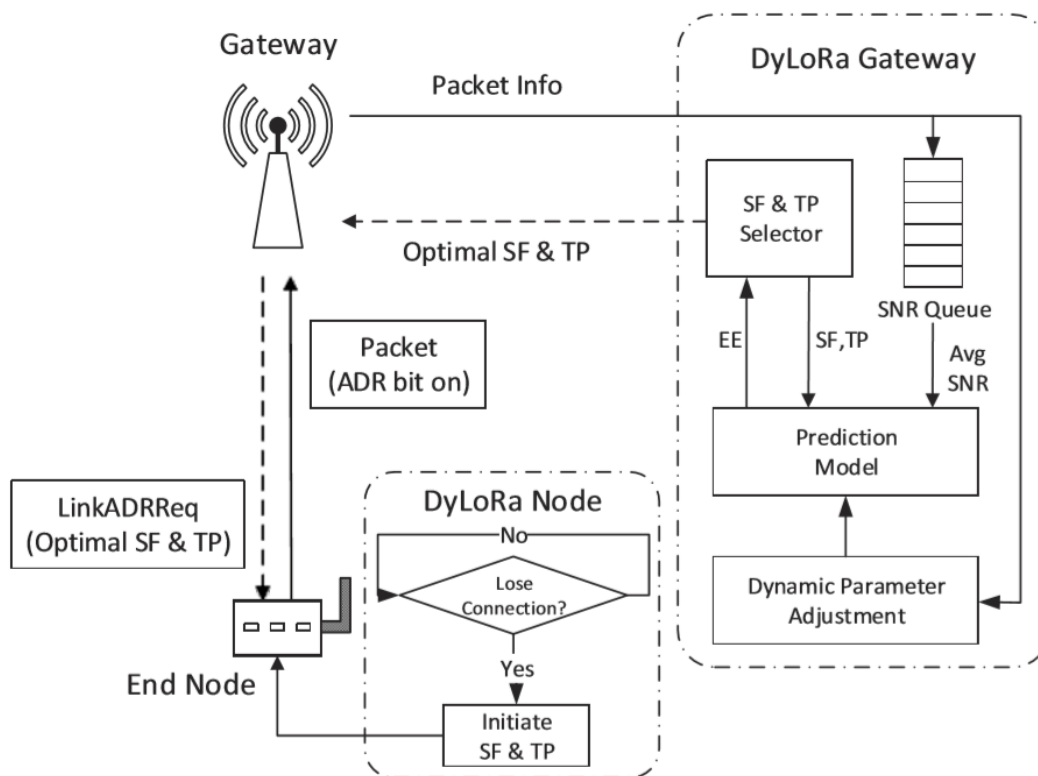 Gateway
DyLoRa Gateway
Packet Info
SF & TP
Selector
Optimal SF & TP
SNR Queue
EE
SF,TP
Avg
SNR
Packet
(ADR bit on)
Prediction
Model
LinkADRReq
(Optimal SF & TP)
DyLoRa Node
No
Lose
Connection?
Dynamic Parameter
Adjustment
Yes
End Node
Initiate
SF & TP